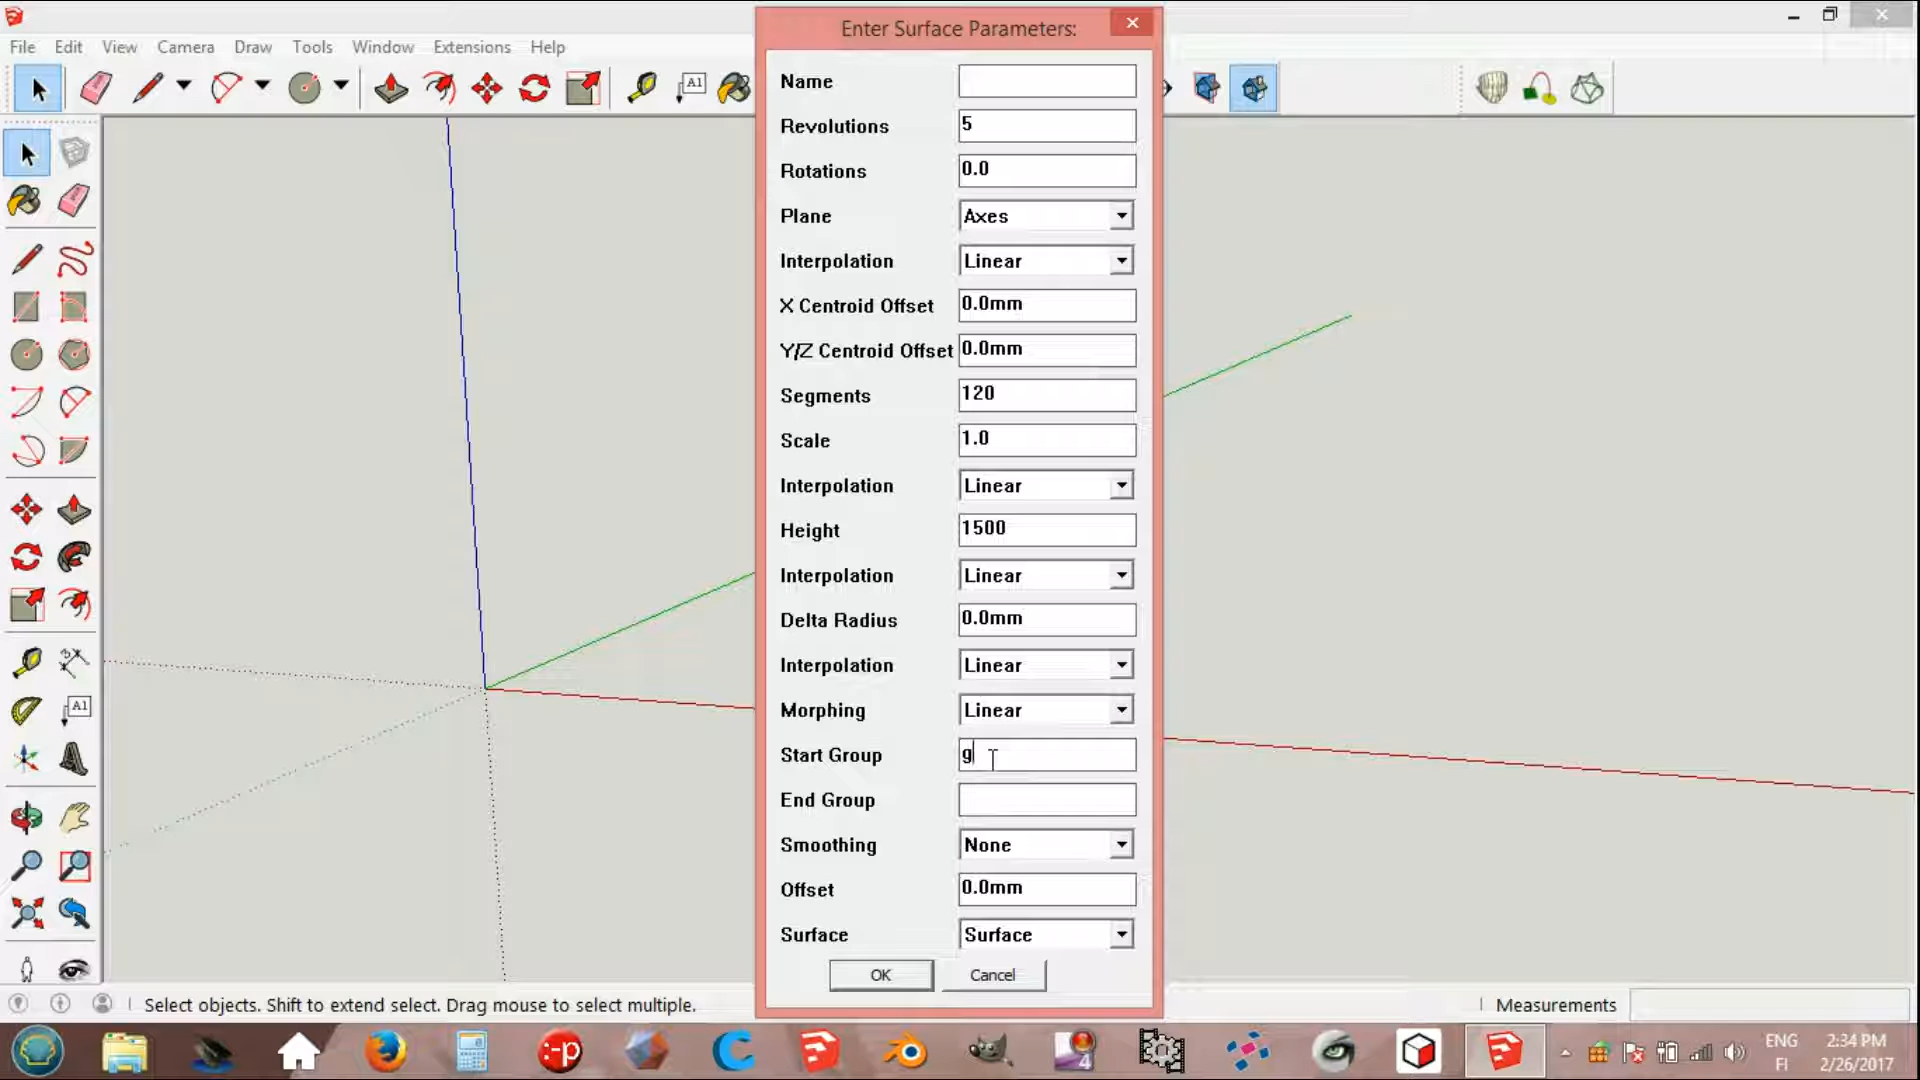 Enter Surface Parameters:
File Edit View Camera Draw Tools Window Extensions Help
A1
Name
Revolutions 5
Rotations 0.0
Plane Axes
Interpolation Linear
X Centroid Offset 0.0mm
Y/Z Centroid Offset 0.0mm
Segments 120
Scale 1.0
Interpolation Linear
Height 1500
Interpolation Linear
Delta Radius 0.0mm
Interpolation Linear
Morphing Linear
A1
Start Group g
End Group
Smoothing None
Offset 0.0mm
Surface Surface
OK Cancel
Select objects. Shift to extend select. Drag mouse to select multiple.
Measurements
:-p
4
ENG 2:34 PM
FI 2/26/2017